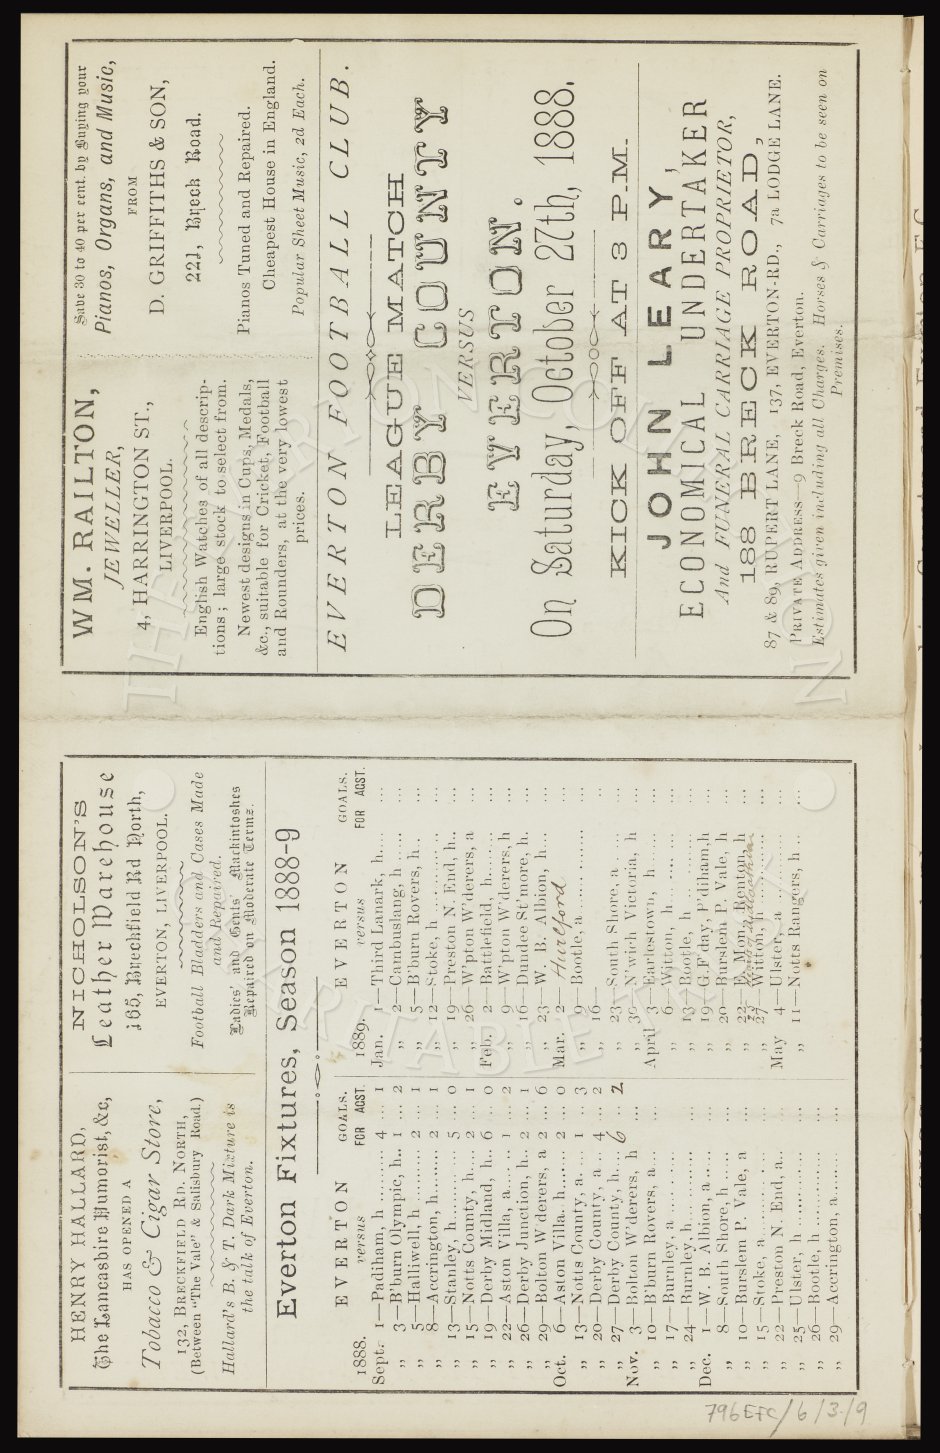 HENRY HALLARD,
The Lancashire Humorist, &c,
HAS OPENED A
Tobacco & Cigar Store,
132, BRECKFIELD RD. NORTH,
(Between "The Vale" & Salisbury Road.)
Hallard's B. & T. Dark Mixture is
the talk of Everton.
NICHOLSON'S
Leather Warehouse
165, Breckfield Rd North,
EVERTON, LIVERPOOL.
Football Bladders and Cases Made
and Repaired.
Ladies' and Gents' Mackintoshes
Repaired on Moderate Terms.
Everton Fixtures, Season 1888-9
EVERTON GOALS.
1888. versus FOR AGST.
Sept. 1—Padiham, h 4 ... 1
„ 3—B'burn Olympic, h.. 1 ... 2
„ 5—Halliwell, h 2 ... 1
„ 8—Accrington, h 2 ... 1
„ 13—Stanley, h 5 ... 0
„ 15—Notts County, h 2 ... 1
„ 19—Derby Midland, h.. 6 ... 0
„ 22—Aston Villa, a 1 ... 2
„ 26—Derby Junction, h.. 2 ... 1
„ 29—Bolton W'derers, a 2 ... 6
Oct. 6—Aston Villa.. h 2 ... 0
„ 13—Notts County, a. 1 ... 3
„ 20—Derby County, a ... 4 ... 2
„ 27—Derby County, h 6 ... 2
Nov. 3—Bolton W'derers. h ...
„ 10—B'burn Rovers, a ...
„ 17—Burnley, a ...
„ 24—Burnley, h ...
Dec. 1—W. B. Albion, a ...
„ 8—South Shore, h ...
„ 10—Burslem P. Vale, a ...
„ 15—Stoke, a ...
„ 22—Preston N. End, a... ...
„ 25—Ulster, h ...
„ 26—Bootle, h ...
„ 29—Accrington, a ...
EVERTON GOALS.
1889. versus FOR AGST.
Jan. 1—Third Lanark, h ...
„ 2—Cambuslang, h ...
„ 5—B'burn Rovers, h. ...
„ 12—Stoke, h ...
„ 19—Preston N. End, h.. ...
„ 26—W'pton W'derers, a ...
Feb. 2—Battlefield, h ...
„ 9—W'pton W'derers, h ...
„ 16—Dundee St'more, h. ...
„ 23—W. B. Albion, h ...
Mar. 2— Hurlford
„ 9—Bootle, a ...
„ 16— ...
„ 23—South Shore, a ...
„ 30—N'wich Victoria, h ...
April 3—Earlestown, h ...
„ 6—Witton, h ...
„ 13—Bootle, h ...
„ 19—G.F'day, P'diham,h ...
„ 20—Burslem P. Vale, h ...
„ 22—E. Mon, Renton, h ...
„ 27—Witton, h ...
May 4—Ulster, a ...
„ 11—Notts Rangers, h ...
796EFC/6/3/9
WM. RAILTON,
JEWELLER,
4, HARRINGTON ST.,
LIVERPOOL.
English Watches of all descrip-
tions; large stock to select from.
Newest designs in Cups, Medals,
&c., suitable for Cricket, Football
and Rounders, at the very lowest
prices.
Save 30 to 40 per cent. by Buying your
Pianos, Organs, and Music,
FROM
D. GRIFFITHS & SON,
221, Breck Road.
Pianos Tuned and Repaired.
Cheapest House in England.
Popular Sheet Music, 2d Each.
EVERTON FOOTBALL CLUB.
LEAGUE MATCH
DERBY COUNTY
VERSUS
EVERTON.
On Saturday, October 27th, 1888.
KICK OFF AT 3 P.M.
JOHN LEARY,
ECONOMICAL UNDERTAKER
And FUNERAL CARRIAGE PROPRIETOR,
188 BRECK ROAD,
87 & 89, RUPERT LANE, 137, EVERTON-RD., 7a LODGE LANE.
PRIVATE ADDRESS—9 Breck Road, Everton.
Estimates given including all Charges. Horses & Carriages to be seen on
Premises.